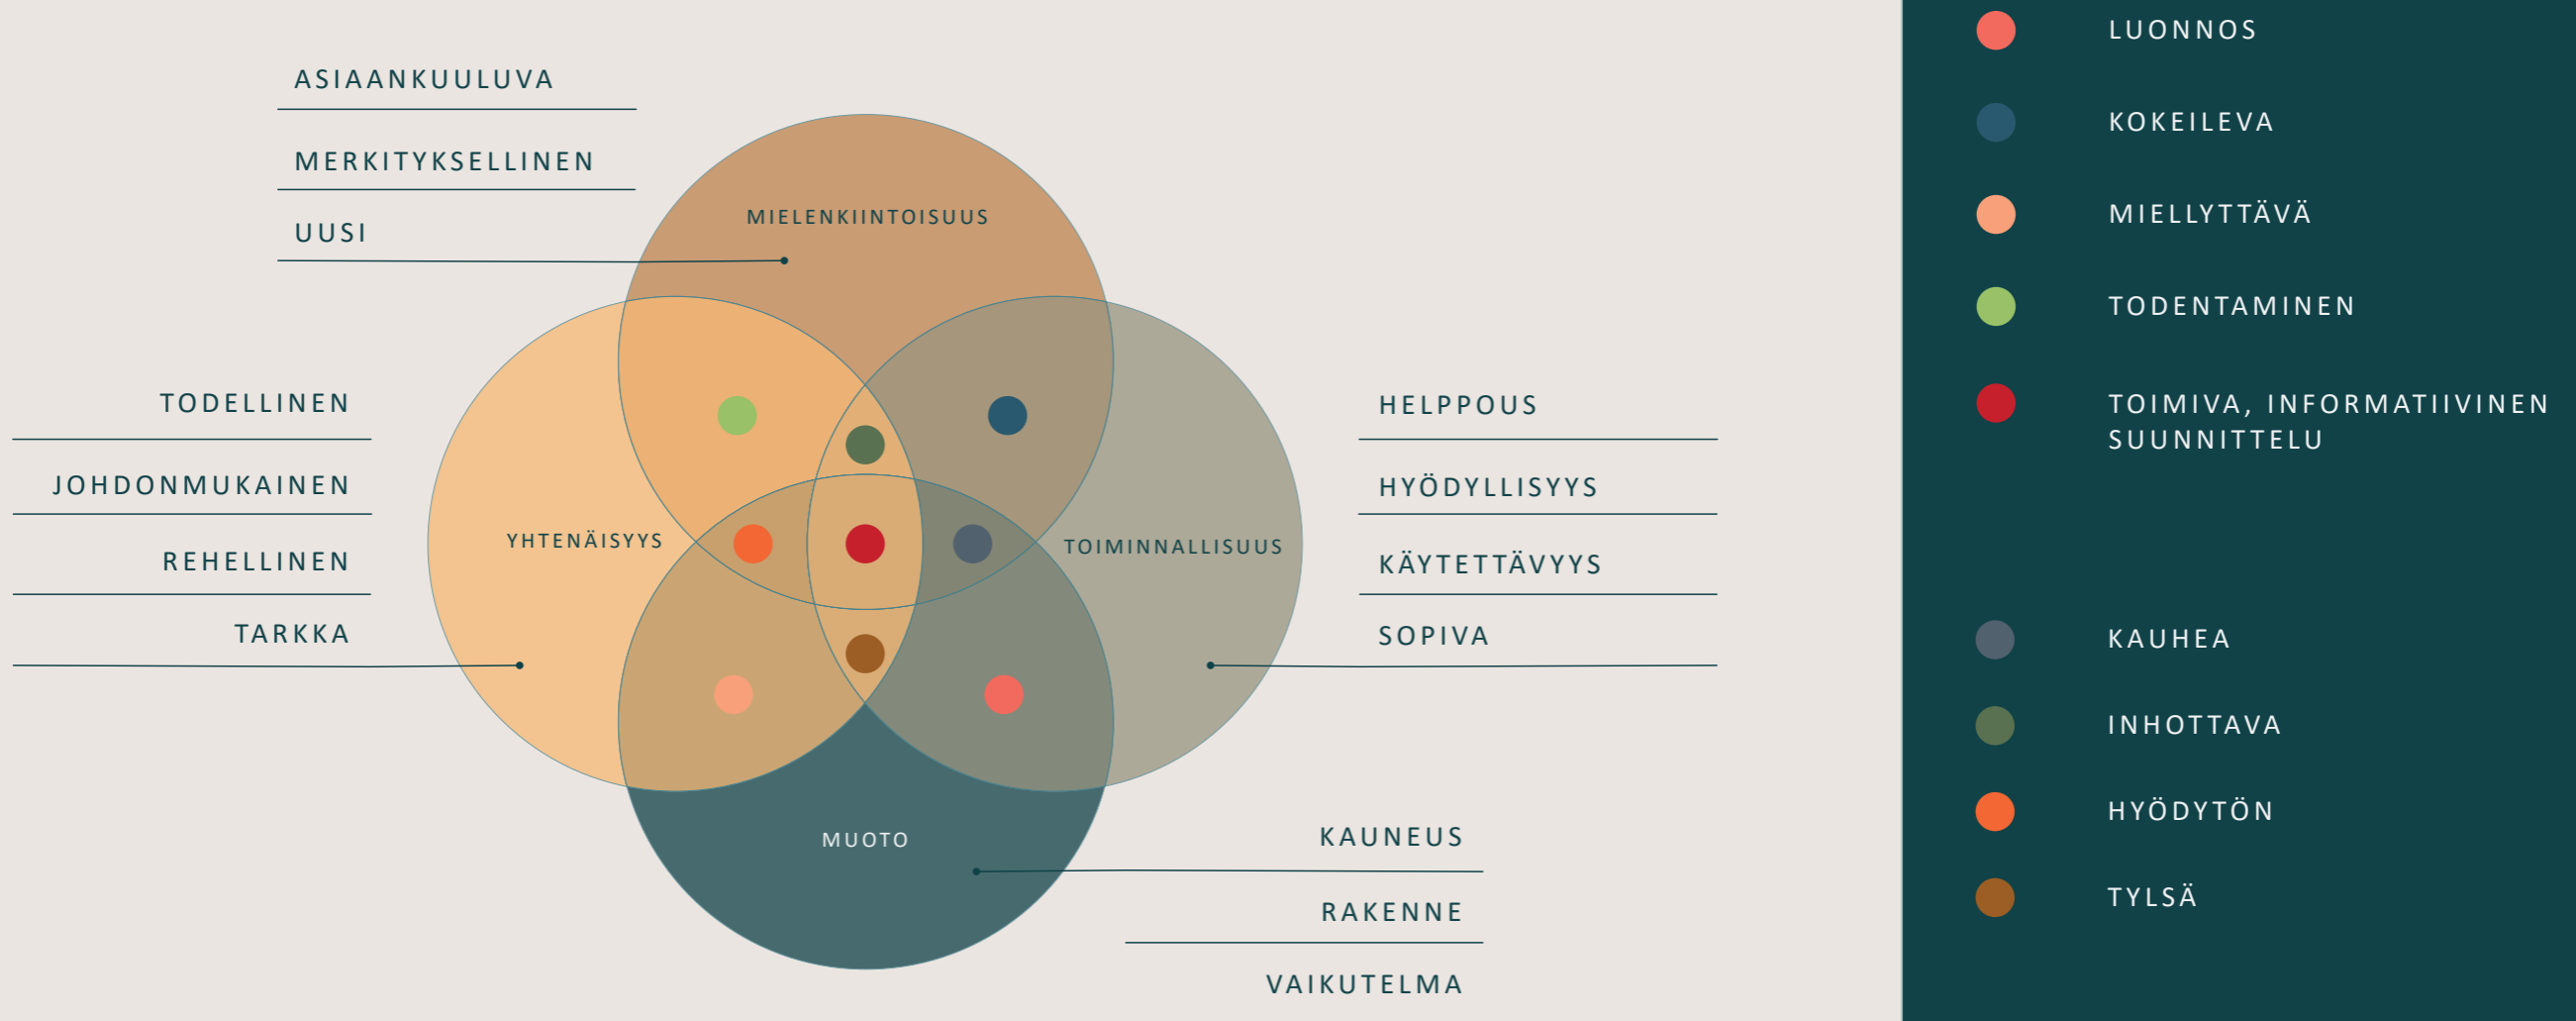 ASIAANKUULUVA
MERKITYKSELLINEN
UUSI
MIELENKIINTOISUUS
TODELLINEN
JOHDONMUKAINEN
REHELLINEN
TARKKA
YHTENÄISYYS
TOIMINNALLISUUS
HELPPOUS
HYÖDYLLISYYS
KÄYTETTÄVYYS
SOPIVA
MUOTO
KAUNEUS
RAKENNE
VAIKUTELMA
LUONNOS
KOKEILEVA
MIELLYTTÄVÄ
TODENTAMINEN
TOIMIVA, INFORMATIIVINEN
SUUNNITTELU
KAUHEA
INHOTTAVA
HYÖDYTÖN
TYLSÄ